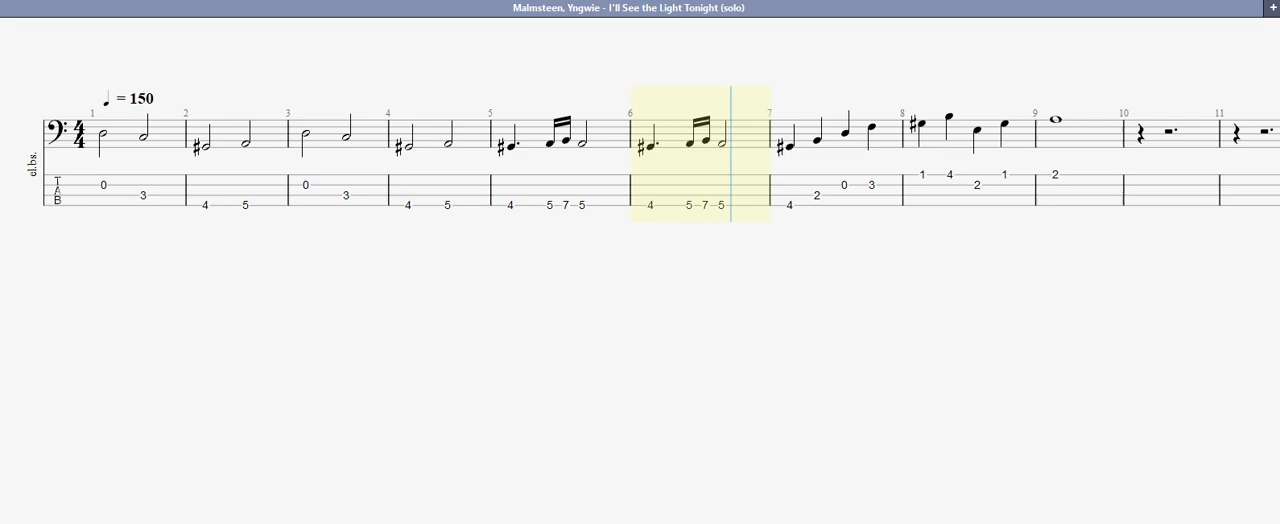 Malmsteen, Yngwie - I'll See the Light Tonight (solo) +
= 150
1 2 3 4 5 6 7 8 9 10 11
4 4
el.bs.
T A B
1 4 1 2
0 0 0 3 2
3 3 2
4 5 4 5 4 5 7 5 4 5 7 5 4